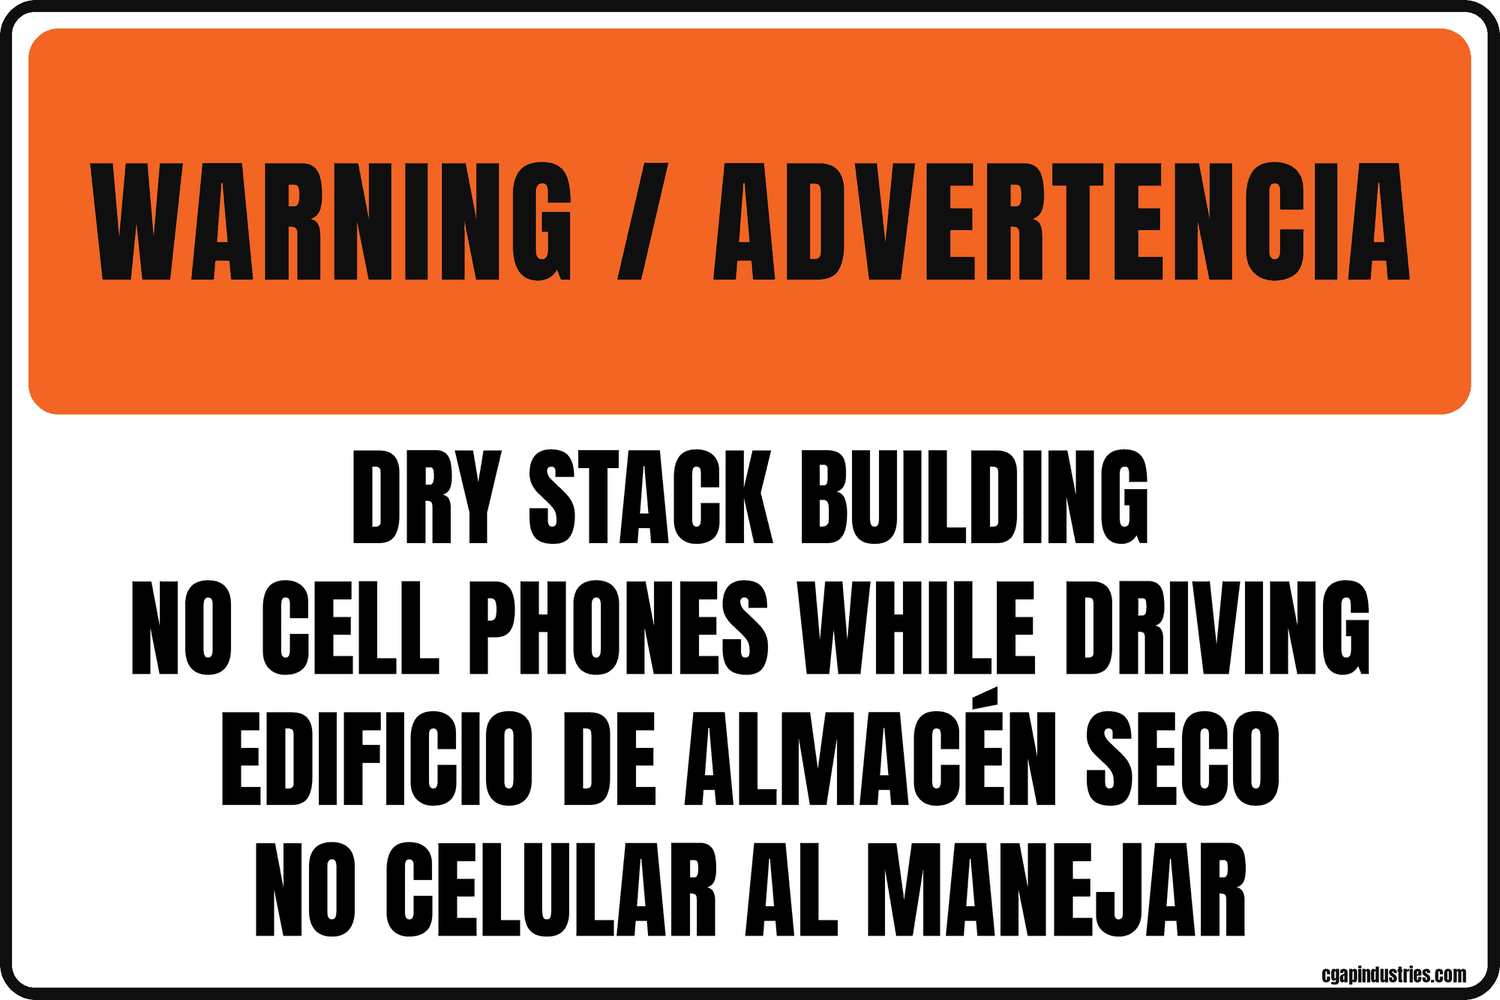 WARNING / ADVERTENCIA
DRY STACK BUILDING
NO CELL PHONES WHILE DRIVING
EDIFICIO DE ALMACÉN SECO
NO CELULAR AL MANEJAR
cgapindustries.com